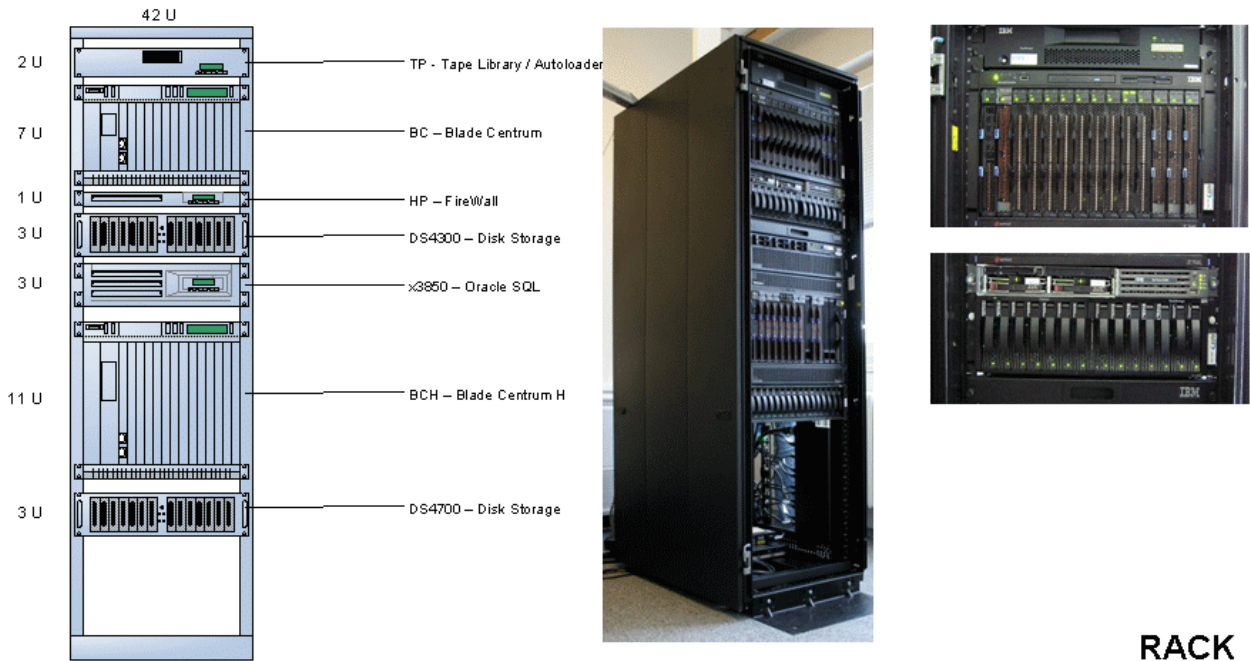 42 U
2 U
TP - Tape Library / Autoloader
7 U
BC – Blade Centrum
1 U
HP – FireWall
3 U
DS4300 – Disk Storage
3 U
x3850 – Oracle SQL
11 U
BCH – Blade Centrum H
3 U
DS4700 – Disk Storage
IBM
IBM
IBM
RACK